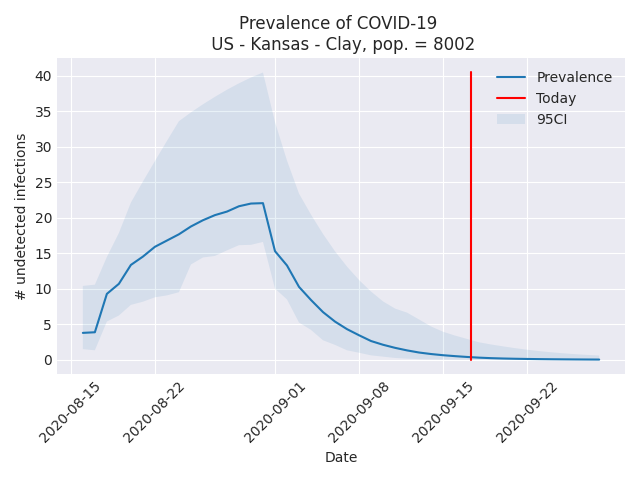 Prevalence of COVID-19
US - Kansas - Clay, pop. = 8002
Prevalence
Today
95CI
# undetected infections
40
35
30
25
20
15
10
5
0
2020-08-15
2020-08-22
2020-09-01
2020-09-08
2020-09-15
2020-09-22
Date